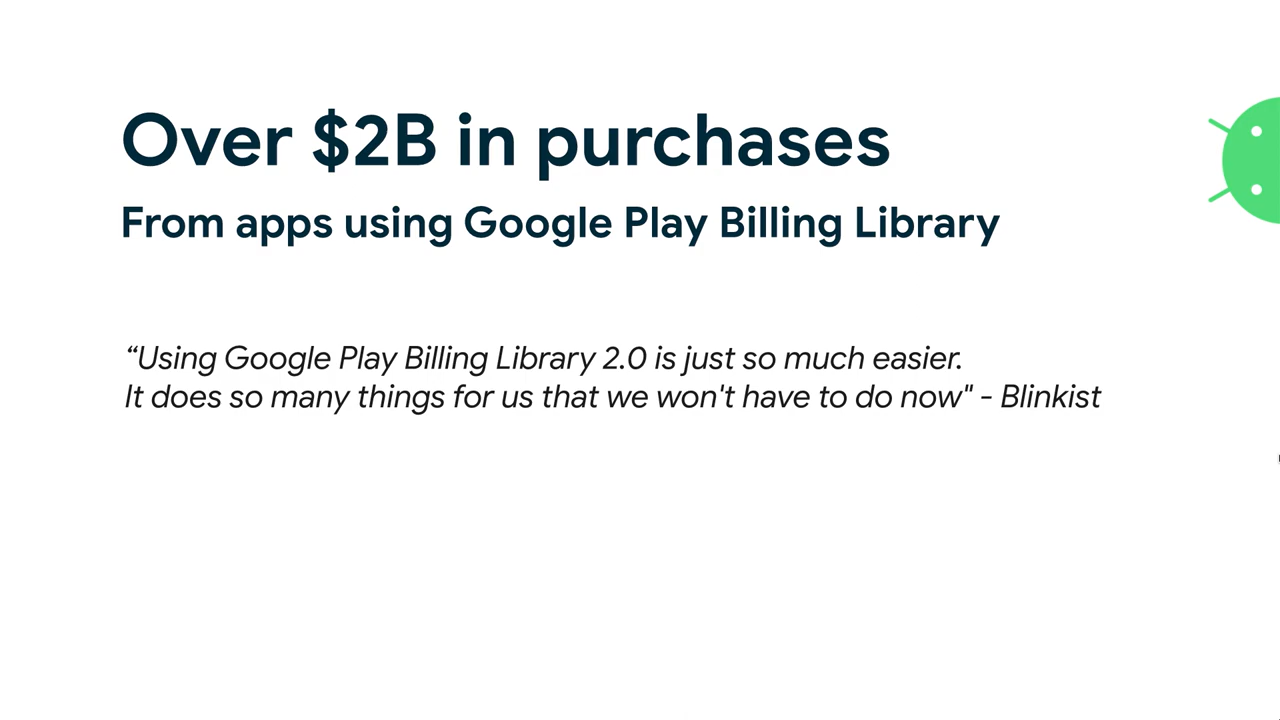 Over $2B in purchases
From apps using Google Play Billing Library
“Using Google Play Billing Library 2.0 is just so much easier.
It does so many things for us that we won't have to do now" - Blinkist